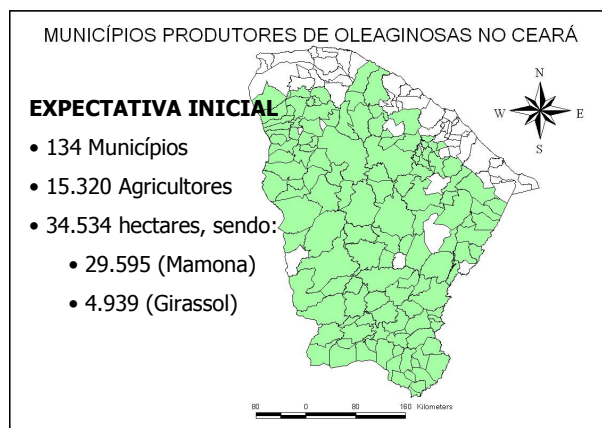 MUNICÍPIOS PRODUTORES DE OLEAGINOSAS NO CEARÁ
EXPECTATIVA INICIAL
• 134 Municípios
• 15.320 Agricultores
• 34.534 hectares, sendo:
• 29.595 (Mamona)
• 4.939 (Girassol)
N
W E
S
80 0 80 160 Kilometers